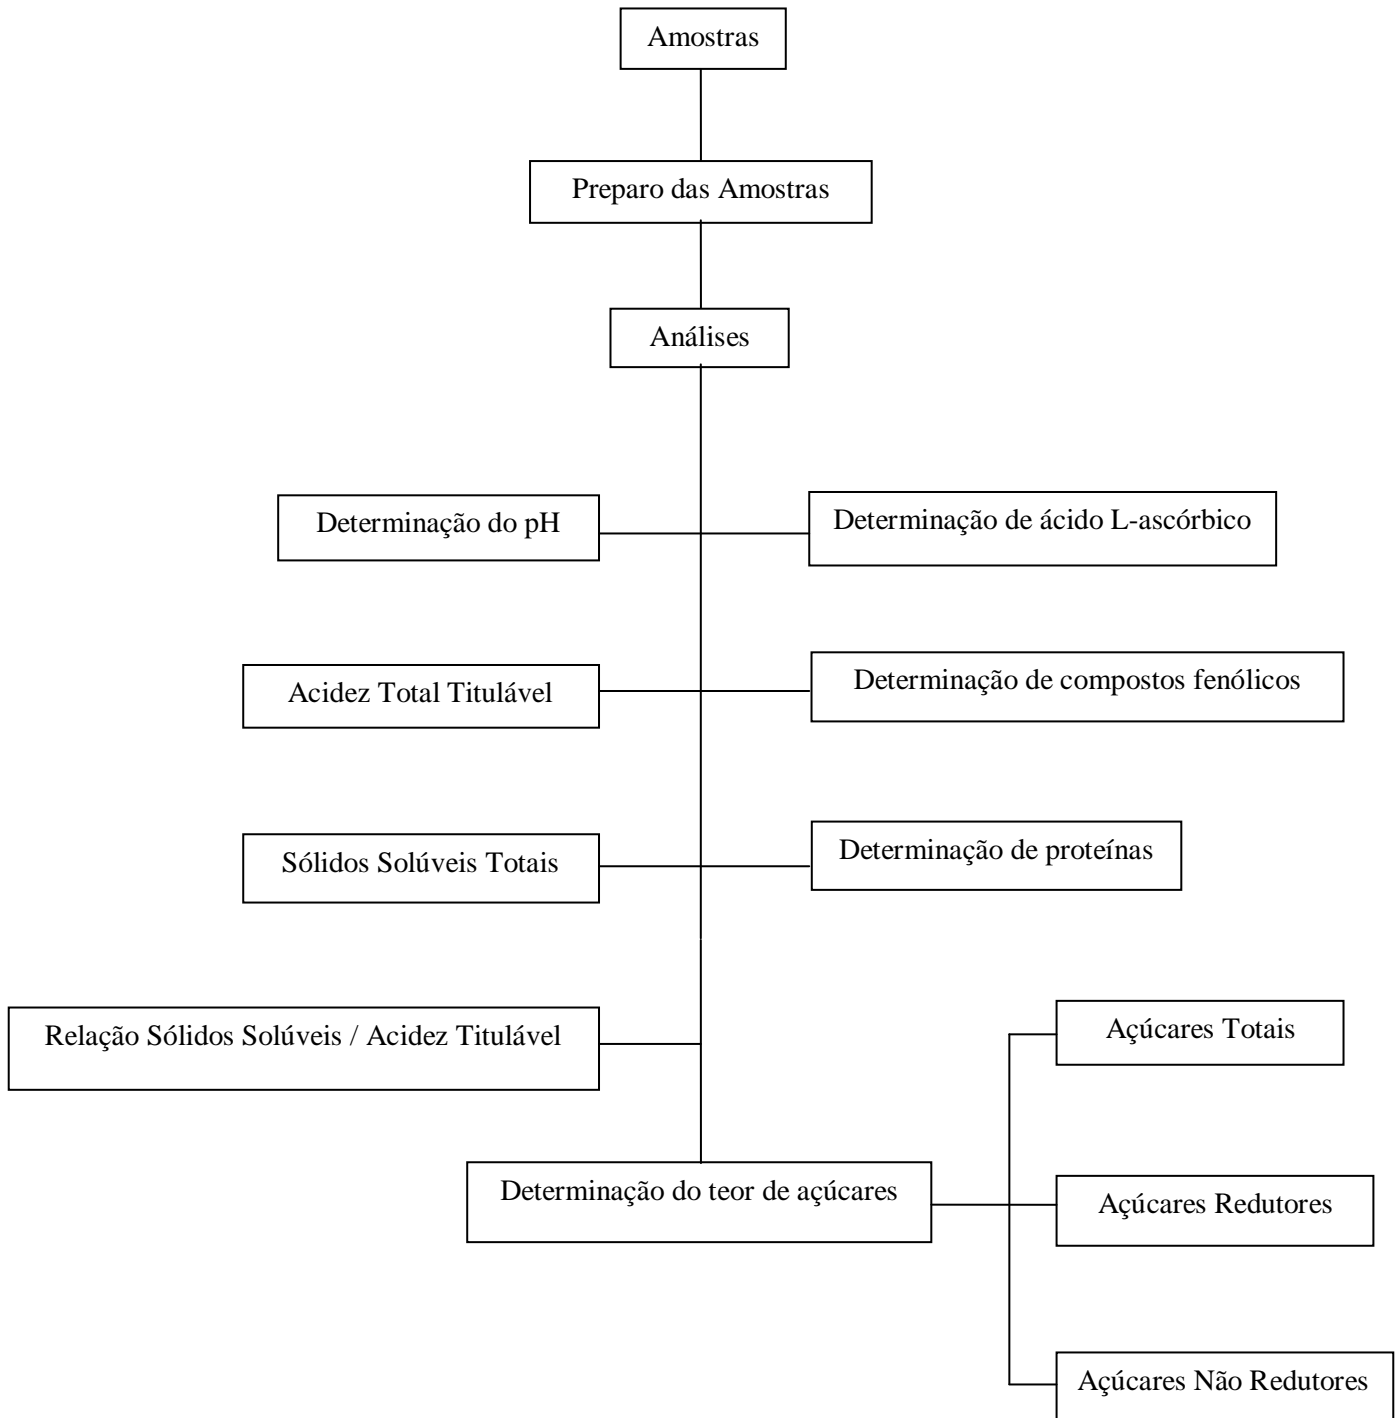 Amostras
Preparo das Amostras
Análises
Determinação do pH
Determinação de ácido L-ascórbico
Acidez Total Titulável
Determinação de compostos fenólicos
Sólidos Solúveis Totais
Determinação de proteínas
Relação Sólidos Solúveis / Acidez Titulável
Açúcares Totais
Determinação do teor de açúcares
Açúcares Redutores
Açúcares Não Redutores